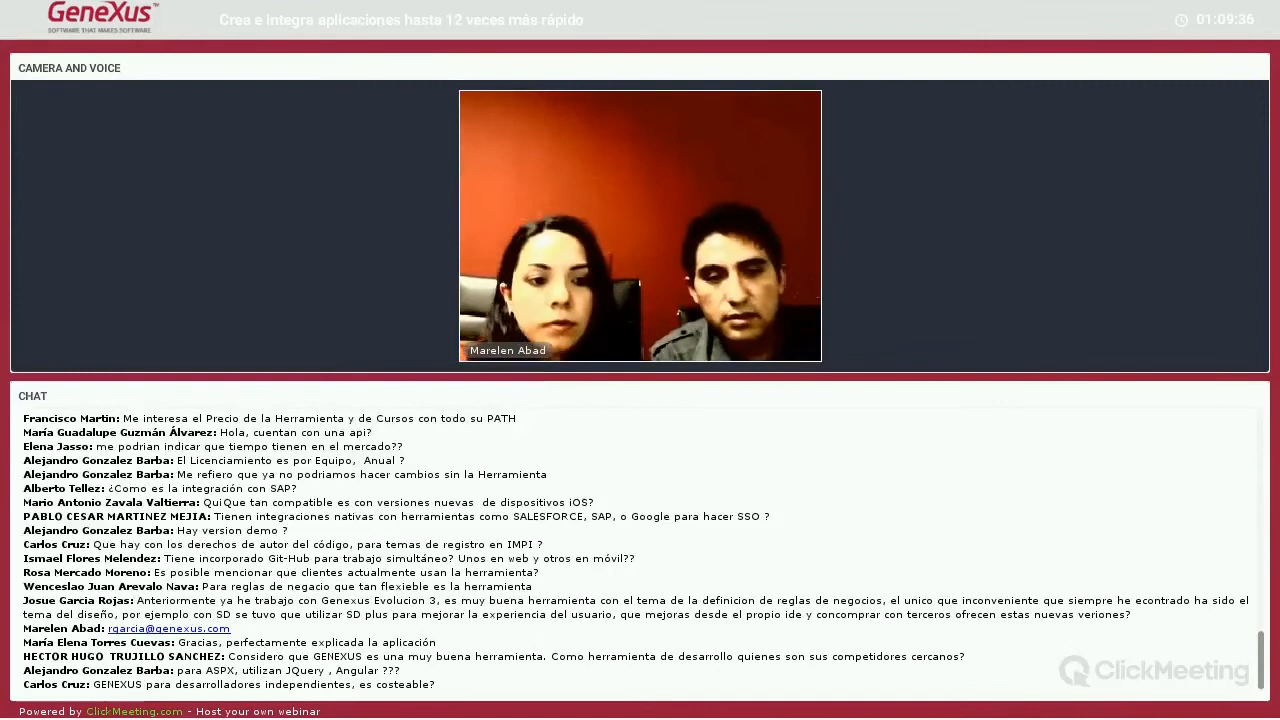 GeneXus™
SOFTWARE THAT MAKES SOFTWARE
Crea e integra aplicaciones hasta 12 veces más rápido
01:09:36
CAMERA AND VOICE
Marelen Abad
CHAT
Francisco Martin: Me interesa el Precio de la Herramienta y de Cursos con todo su PATH
María Guadalupe Guzmán Álvarez: Hola, cuentan con una api?
Elena Jasso: me podrian indicar que tiempo tienen en el mercado??
Alejandro Gonzalez Barba: El Licenciamiento es por Equipo, Anual ?
Alejandro Gonzalez Barba: Me refiero que ya no podriamos hacer cambios sin la Herramienta
Alberto Tellez: ¿Como es la integración con SAP?
Mario Antonio Zavala Valtierra: QuiQue tan compatible es con versiones nuevas de dispositivos iOS?
PABLO CESAR MARTINEZ MEJIA: Tienen integraciones nativas con herramientas como SALESFORCE, SAP, o Google para hacer SSO ?
Alejandro Gonzalez Barba: Hay version demo ?
Carlos Cruz: Que hay con los derechos de autor del código, para temas de registro en IMPI ?
Ismael Flores Melendez: Tiene incorporado Git-Hub para trabajo simultáneo? Unos en web y otros en móvil??
Rosa Mercado Moreno: Es posible mencionar que clientes actualmente usan la herramienta?
Wenceslao Juan Arevalo Nava: Para reglas de negacio que tan flexieble es la herramienta
Josue Garcia Rojas: Anteriormente ya he trabajo con Genexus Evolucion 3, es muy buena herramienta con el tema de la definicion de reglas de negocios, el unico que inconveniente que siempre he econtrado ha sido el
tema del diseño, por ejemplo con SD se tuvo que utilizar SD plus para mejorar la experiencia del usuario, que mejoras desde el propio ide y concomprar con terceros ofrecen estas nuevas veriones?
Marelen Abad: rgarcia@genexus.com
María Elena Torres Cuevas: Gracias, perfectamente explicada la aplicación
HECTOR HUGO TRUJILLO SANCHEZ: Considero que GENEXUS es una muy buena herramienta. Como herramienta de desarrollo quienes son sus competidores cercanos?
Alejandro Gonzalez Barba: para ASPX, utilizan JQuery , Angular ???
Carlos Cruz: GENEXUS para desarrolladores independientes, es costeable?
ClickMeeting
Powered by ClickMeeting.com - Host your own webinar